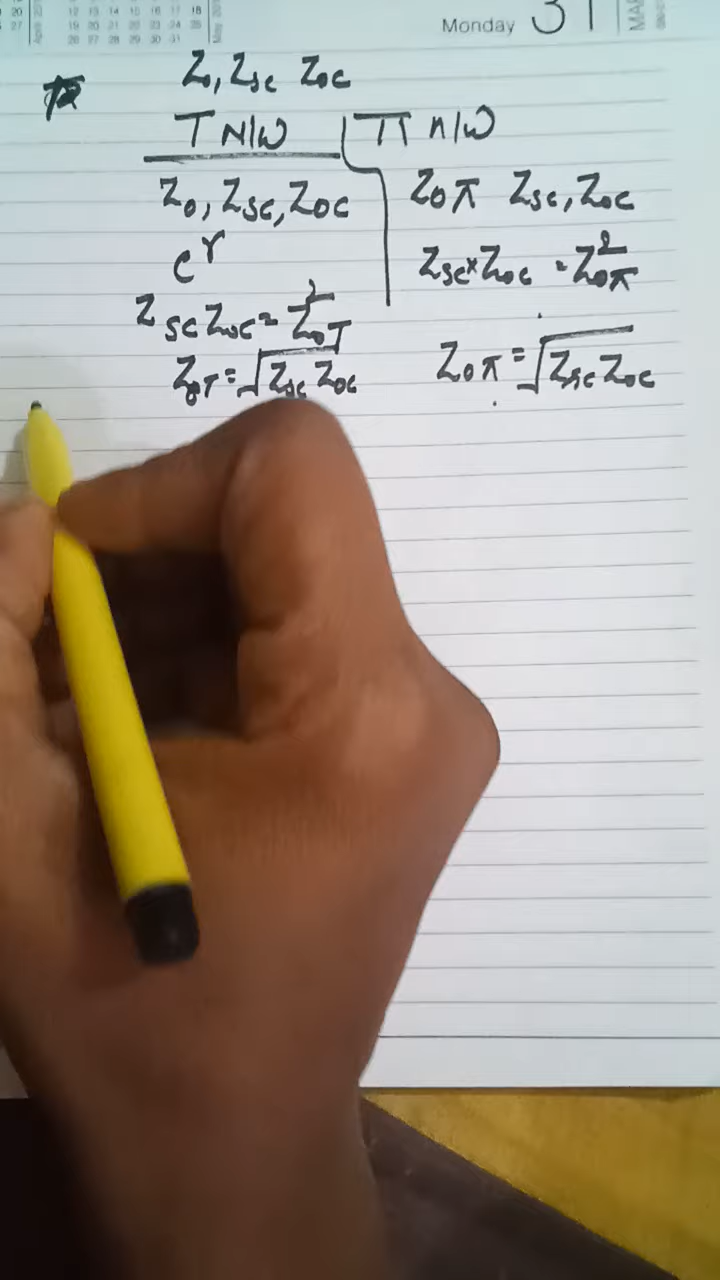 Monday 31
Z₀, Zsc Zoc
T N/W
Z₀, Zsc, Zoc
e^γ
Zsc Zoc = Z₀T²
Z₀T = √Zsc Zoc
π n/w
Z₀π Zsc, Zoc
Zsc × Zoc = Z₀π²
Z₀π = √Zsc Zoc